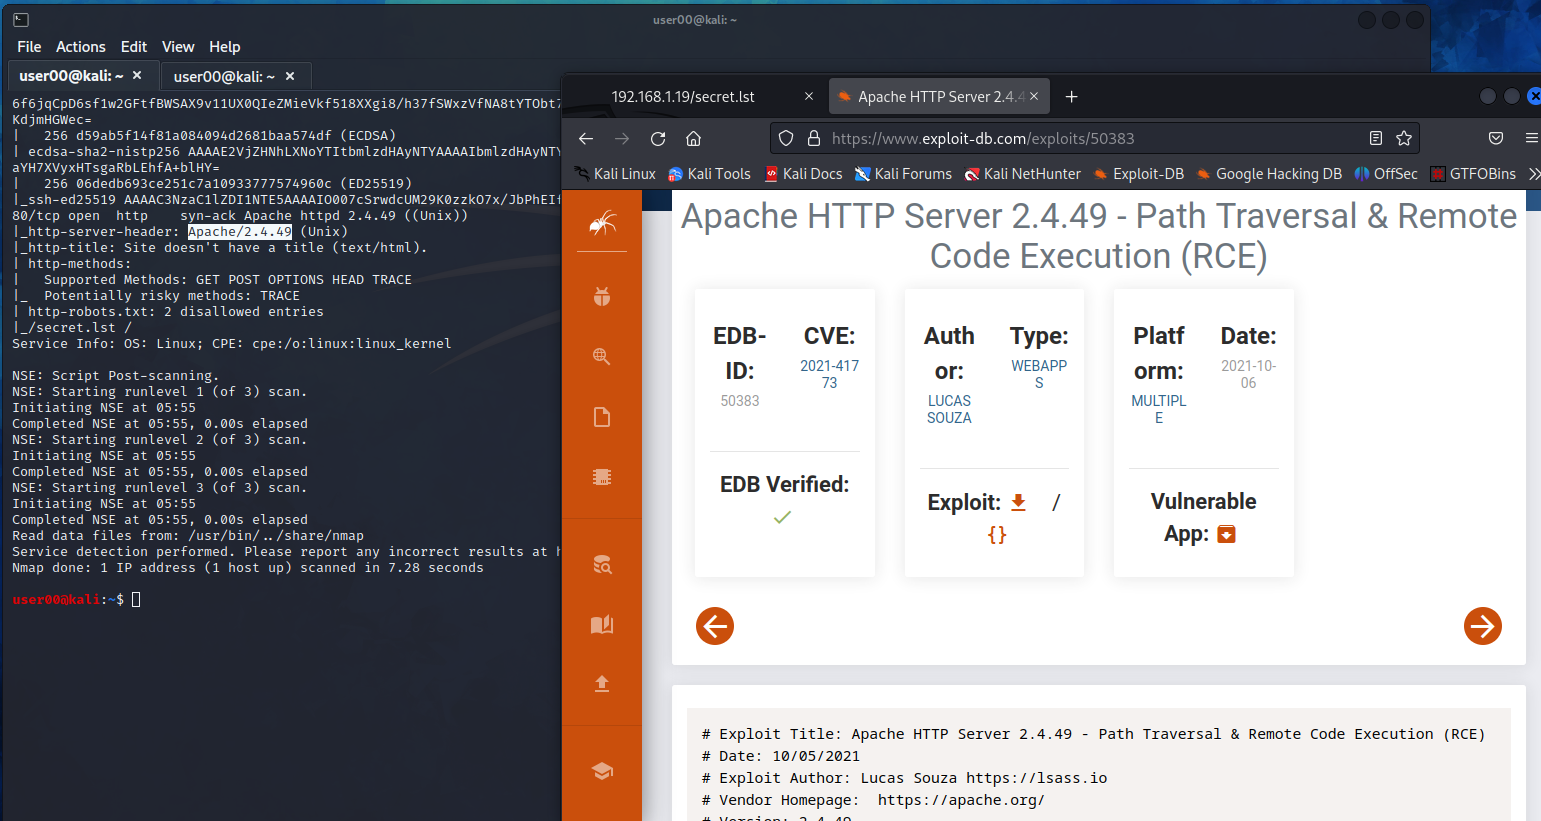 user00@kali: ~
File Actions Edit View Help
user00@kali: ~ × user00@kali: ~ ×
KdjmHGWec=
| 256 d59ab5f14f81a084094d2681baa574df (ECDSA)
| ecdsa-sha2-nistp256
aYH7XVyxHTsgaRbLEhfA+blHY=
| 256 06dedb693ce251c7a10933777574960c (ED25519)
|_ssh-ed25519
80/tcp open http syn-ack Apache httpd 2.4.49 ((Unix))
|_http-server-header: Apache/2.4.49 (Unix)
|_http-title: Site doesn't have a title (text/html).
| http-methods:
| Supported Methods: GET POST OPTIONS HEAD TRACE
|_ Potentially risky methods: TRACE
| http-robots.txt: 2 disallowed entries
|_/secret.lst /
Service Info: OS: Linux; CPE: cpe:/o:linux:linux_kernel
NSE: Script Post-scanning.
NSE: Starting runlevel 1 (of 3) scan.
Initiating NSE at 05:55
Completed NSE at 05:55, 0.00s elapsed
NSE: Starting runlevel 2 (of 3) scan.
Initiating NSE at 05:55
Completed NSE at 05:55, 0.00s elapsed
NSE: Starting runlevel 3 (of 3) scan.
Initiating NSE at 05:55
Completed NSE at 05:55, 0.00s elapsed
Read data files from: /usr/bin/../share/nmap
Service detection performed. Please report any incorrect results at
Nmap done: 1 IP address (1 host up) scanned in 7.28 seconds
user00@kali:~$
192.168.1.19/secret.lst × Apache HTTP Server 2.4.4 × +
https://www.exploit-db.com/exploits/50383
Kali Linux Kali Tools Kali Docs Kali Forums Kali NetHunter Exploit-DB Google Hacking DB OffSec GTFOBins
Apache HTTP Server 2.4.49 - Path Traversal & Remote
Code Execution (RCE)
EDB-
ID:
50383
CVE:
2021-417
73
EDB Verified:
Auth
or:
LUCAS
SOUZA
Type:
WEBAPP
S
Exploit: /
{}
Platf
orm:
MULTIPL
E
Date:
2021-10-
06
Vulnerable
App:
# Exploit Title: Apache HTTP Server 2.4.49 - Path Traversal & Remote Code Execution (RCE)
# Date: 10/05/2021
# Exploit Author: Lucas Souza https://lsass.io
# Vendor Homepage: https://apache.org/
# Version: 2.4.49